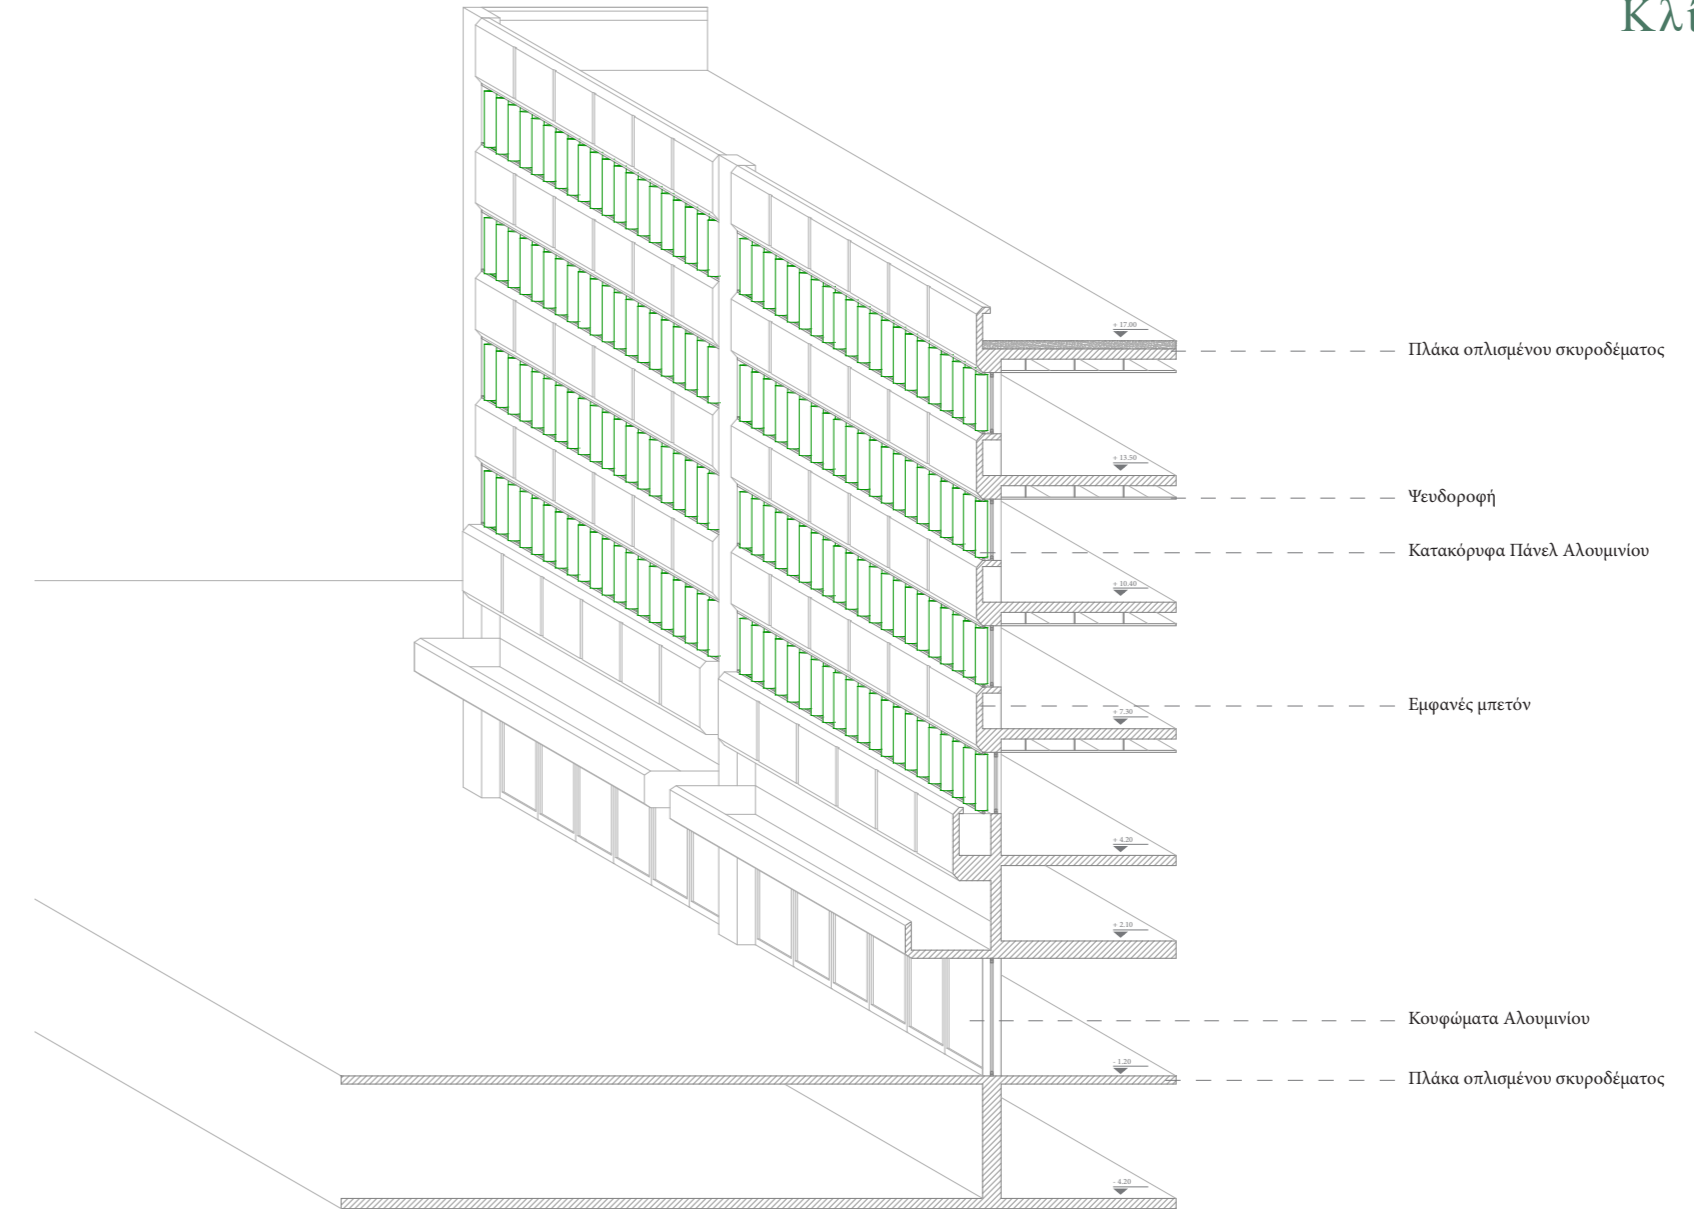 Κλί
+ 17.00
Πλάκα οπλισμένου σκυροδέματος
+ 13.50
Ψευδοροφή
Κατακόρυφα Πάνελ Αλουμινίου
+ 10.40
Εμφανές μπετόν
+ 7.30
+ 4.20
+ 2.10
Κουφώματα Αλουμινίου
- 1.20
Πλάκα οπλισμένου σκυροδέματος
- 4.20